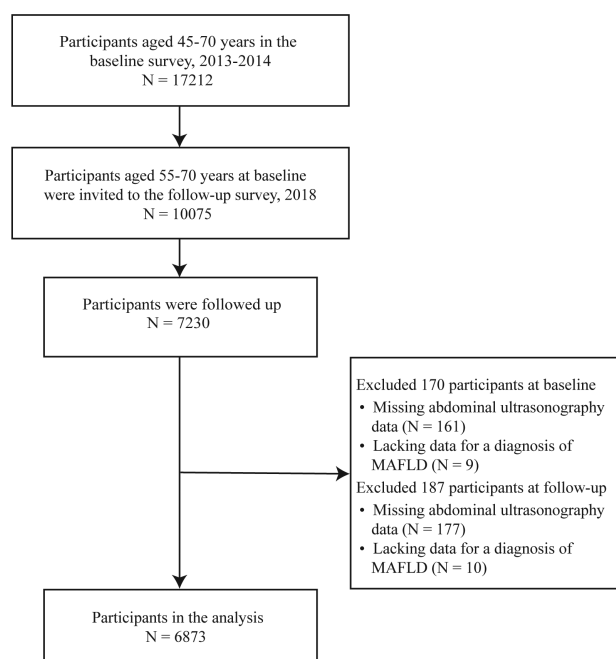 Participants aged 45-70 years in the
baseline survey, 2013-2014
N = 17212
Participants aged 55-70 years at baseline
were invited to the follow-up survey, 2018
N = 10075
Participants were followed up
N = 7230
Excluded 170 participants at baseline
• Missing abdominal ultrasonography
data (N = 161)
• Lacking data for a diagnosis of
MAFLD (N = 9)
Excluded 187 participants at follow-up
• Missing abdominal ultrasonography
data (N = 177)
• Lacking data for a diagnosis of
MAFLD (N = 10)
Participants in the analysis
N = 6873